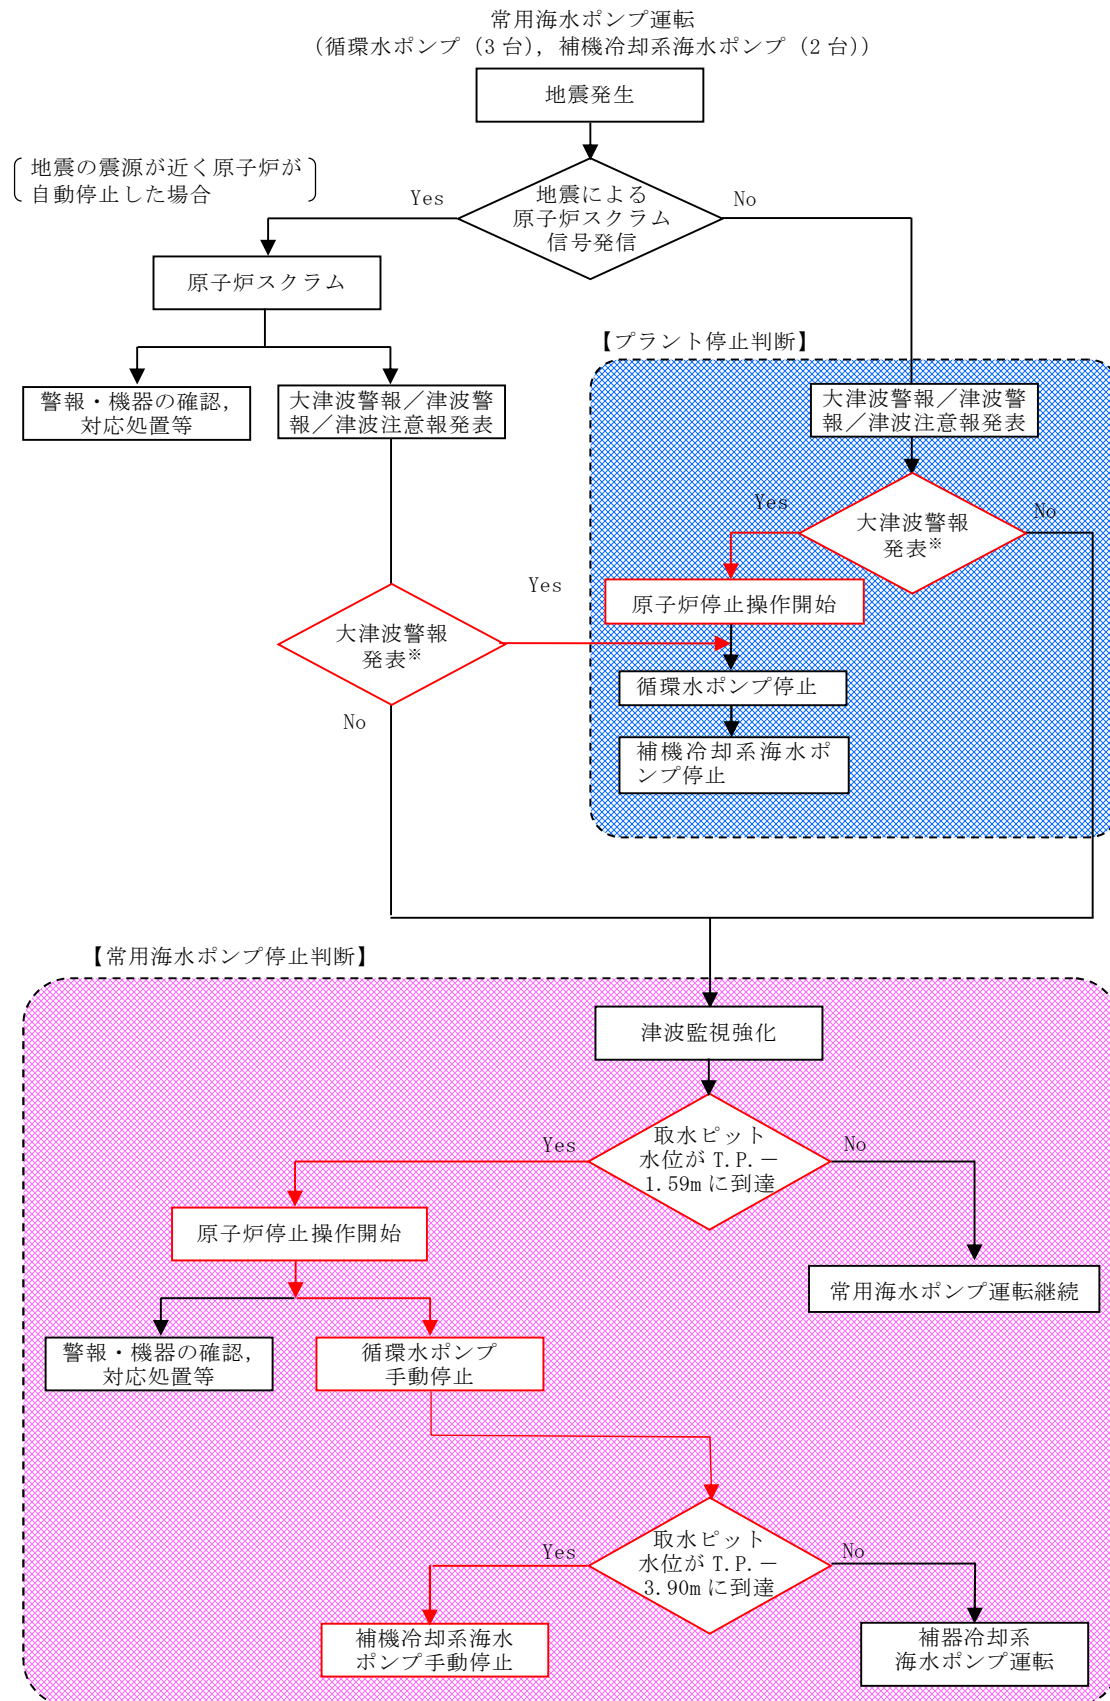 常用海水ポンプ運転
（循環水ポンプ（3台），補機冷却系海水ポンプ（2台））
地震発生
地震の震源が近く原子炉が
自動停止した場合
Yes
地震による
原子炉スクラム
信号発信
No
原子炉スクラム
【プラント停止判断】
警報・機器の確認，
対応処置等
大津波警報／津波警
報／津波注意報発表
大津波警報／津波警
報／津波注意報発表
Yes
大津波警報
発表※
No
原子炉停止操作開始
Yes
大津波警報
発表※
No
循環水ポンプ停止
補機冷却系海水ポ
ンプ停止
【常用海水ポンプ停止判断】
津波監視強化
Yes
取水ピット
水位が T.P.－
1.59m に到達
No
原子炉停止操作開始
常用海水ポンプ運転継続
警報・機器の確認，
対応処置等
循環水ポンプ
手動停止
Yes
取水ピット
水位が T.P.－
3.90m に到達
No
補機冷却系海水
ポンプ手動停止
補器冷却系
海水ポンプ運転